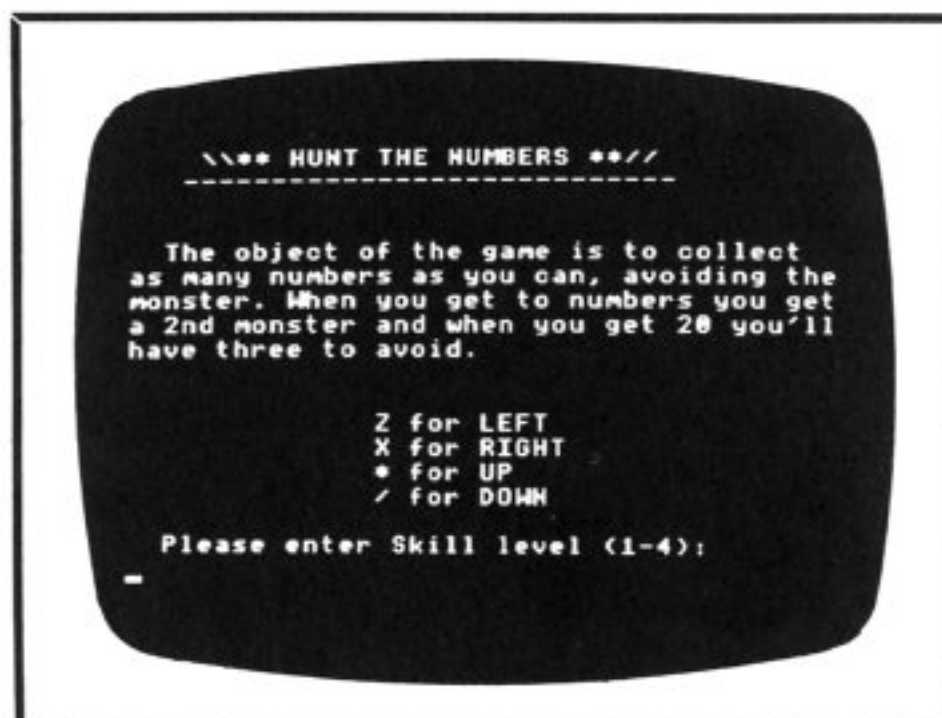 \\** HUNT THE NUMBERS **//
----------------------------
The object of the game is to collect
as many numbers as you can, avoiding the
monster. When you get to numbers you get
a 2nd monster and when you get 20 you'll
have three to avoid.
Z for LEFT
X for RIGHT
* for UP
/ for DOWN
Please enter Skill level (1-4):